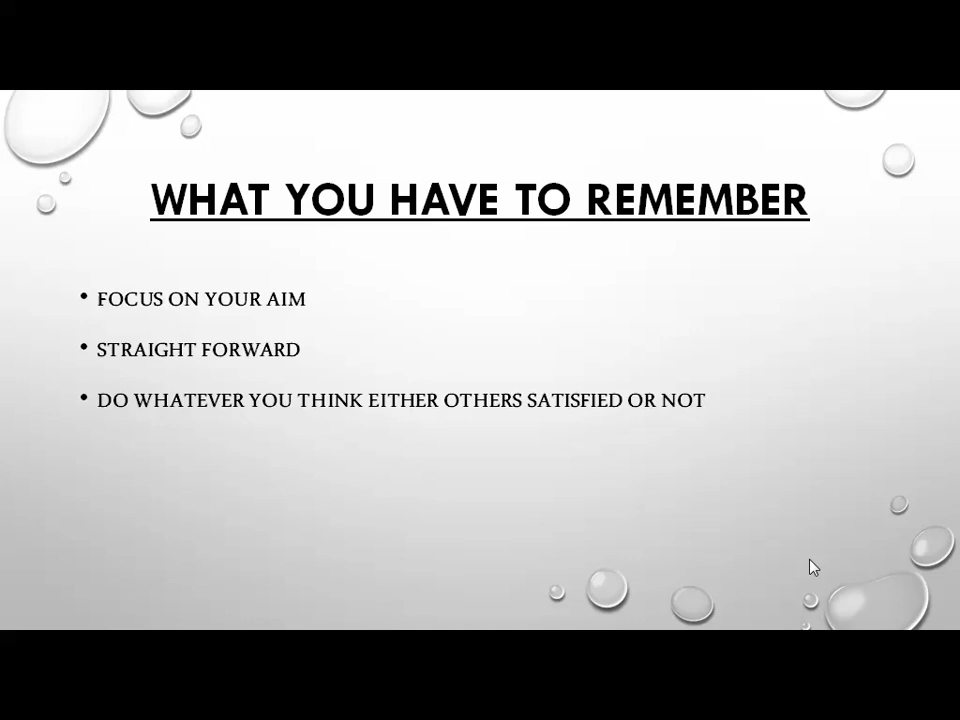 WHAT YOU HAVE TO REMEMBER
• FOCUS ON YOUR AIM
• STRAIGHT FORWARD
• DO WHATEVER YOU THINK EITHER OTHERS SATISFIED OR NOT